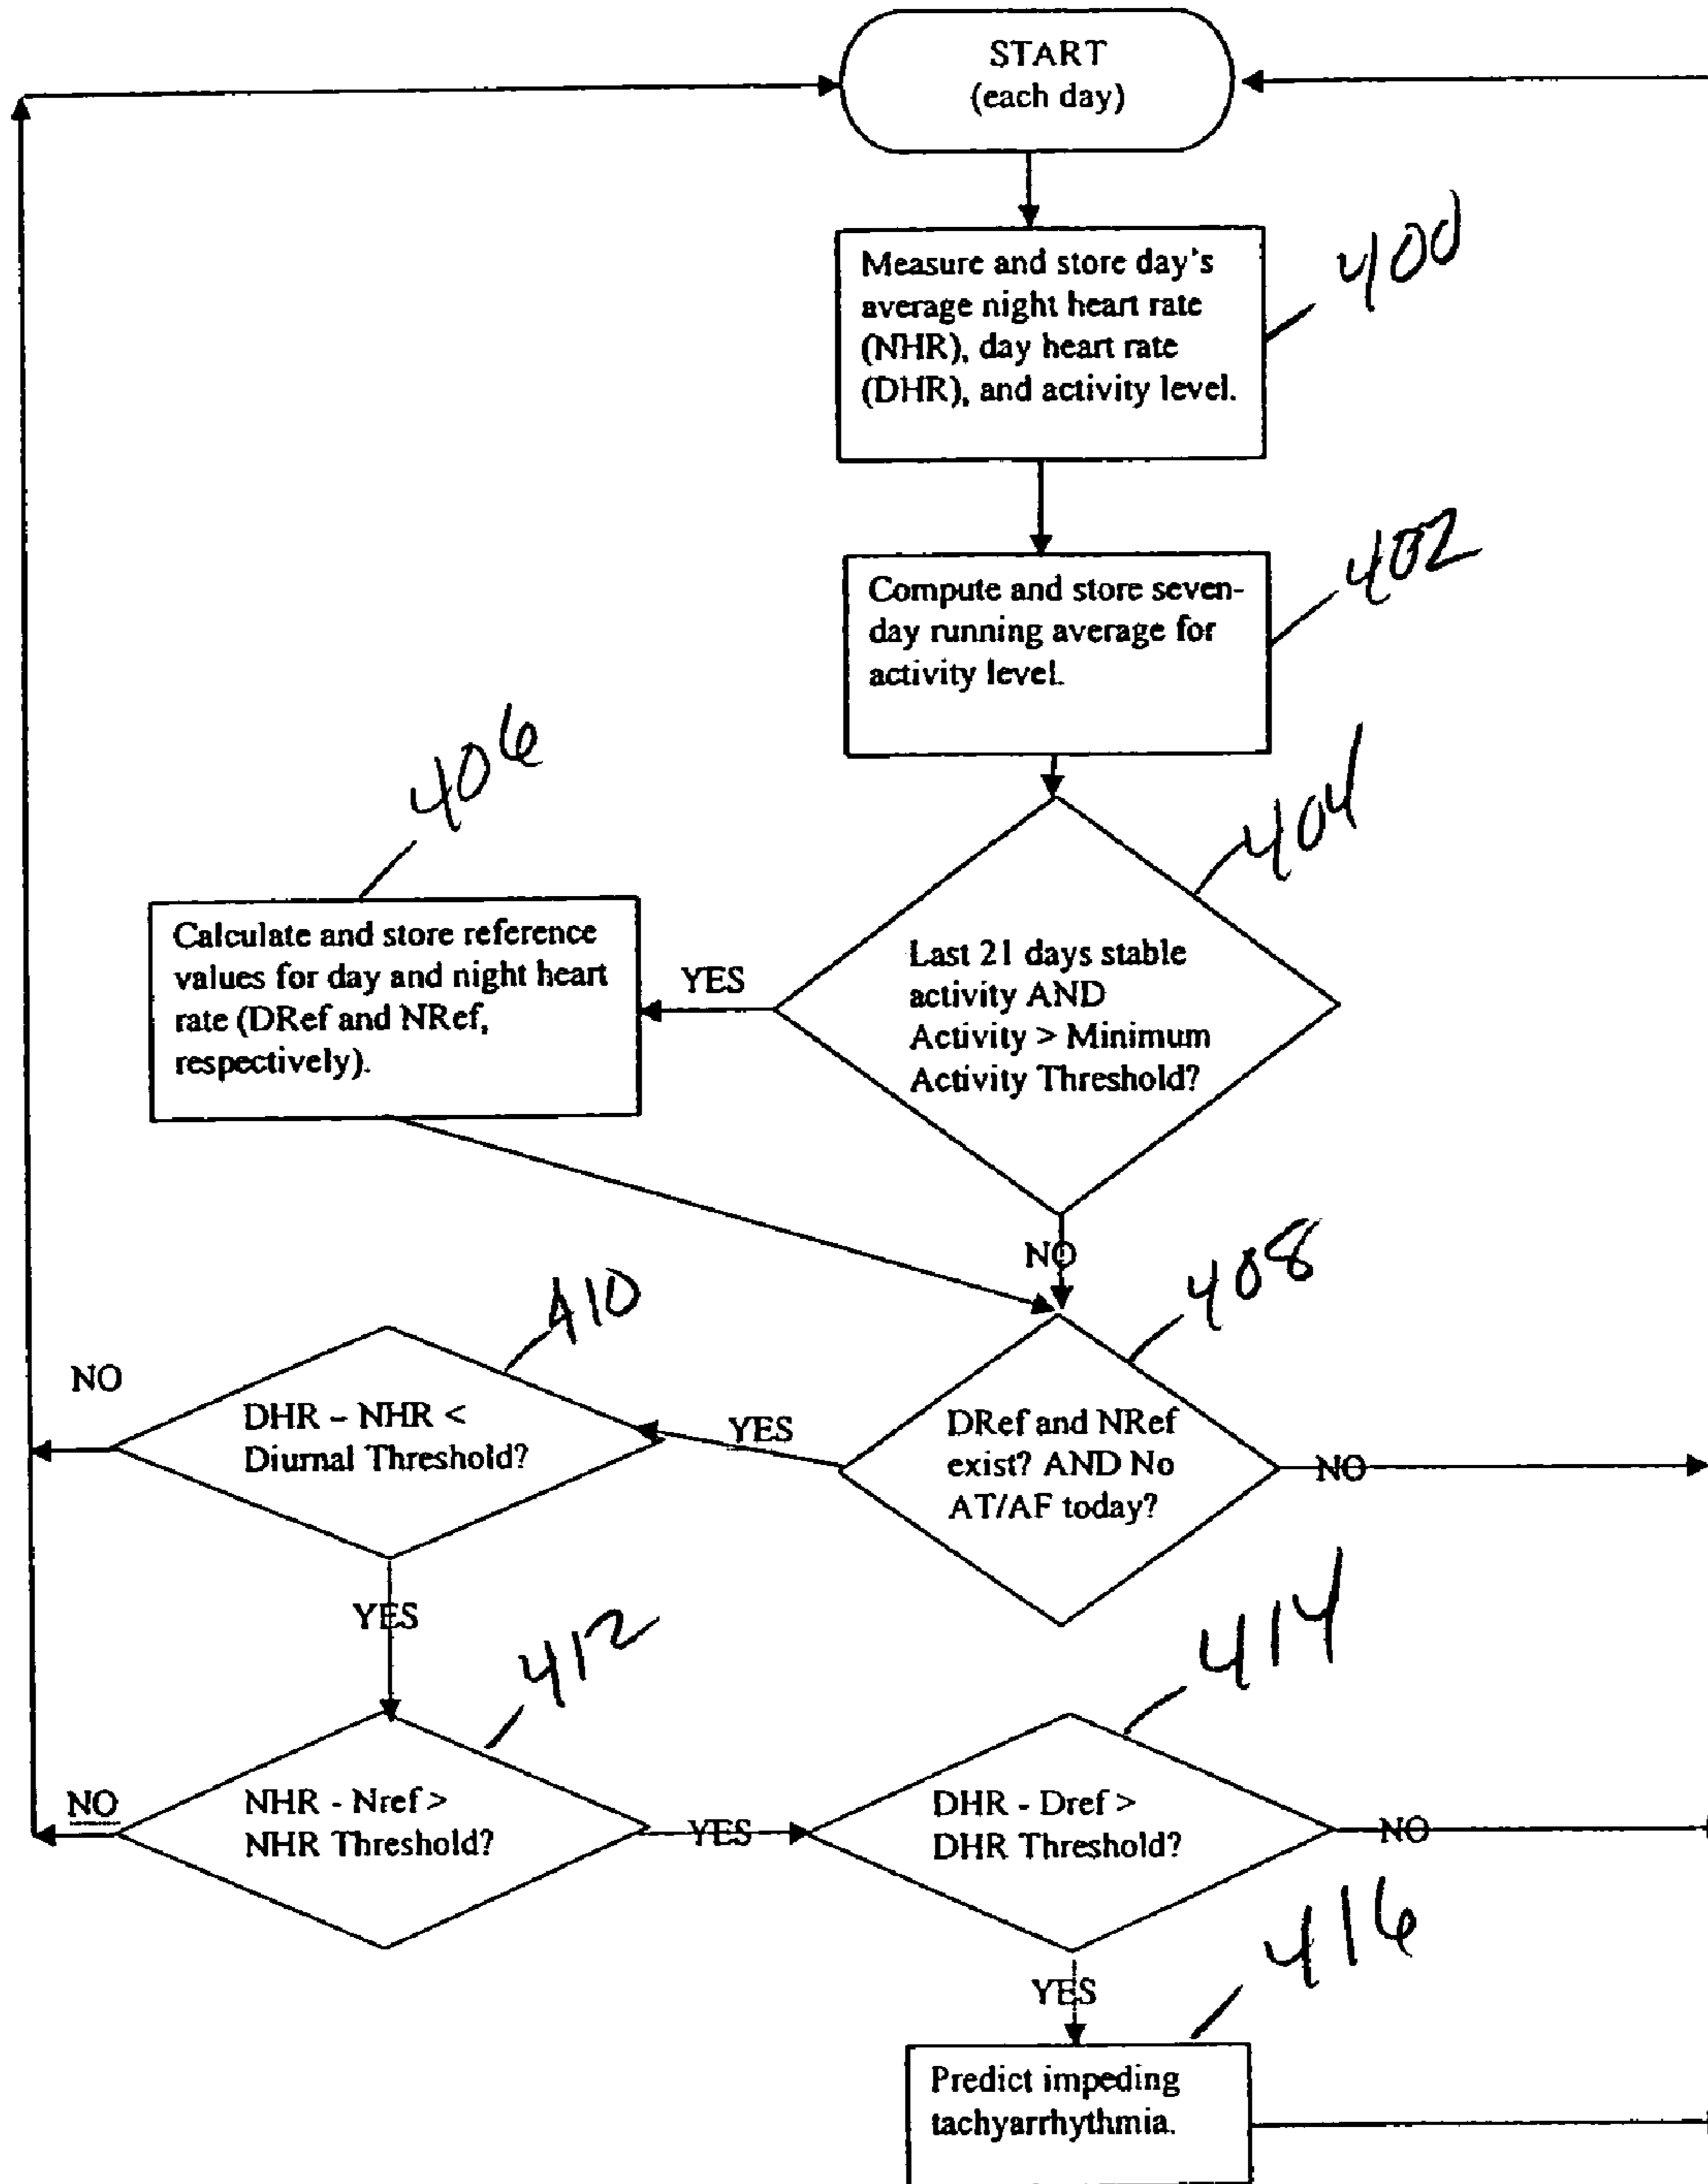 START
(each day)
Measure and store day's
average night heart rate
(NHR), day heart rate
(DHR), and activity level.
400
Compute and store seven-
day running average for
activity level.
402
404
Last 21 days stable
activity AND
Activity > Minimum
Activity Threshold?
YES
406
Calculate and store reference
values for day and night heart
rate (DRef and NRef,
respectively).
NO
408
DRef and NRef
exist? AND No
AT/AF today?
NO
YES
410
DHR – NHR <
Diurnal Threshold?
NO
YES
412
NHR - Nref >
NHR Threshold?
NO
YES
414
DHR - Dref >
DHR Threshold?
NO
YES
416
Predict impeding
tachyarrhythmia.